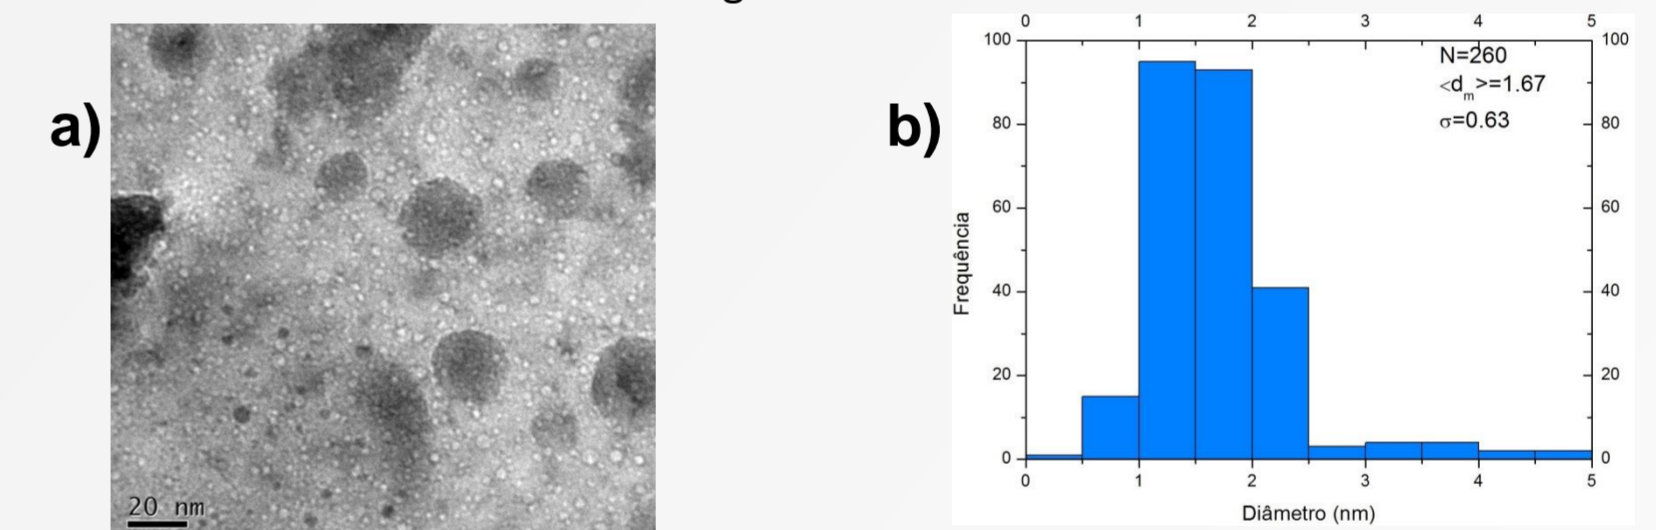 a)
20 nm
b)
0 1 2 3 4 5
100 100
N=260
<dm>=1.67
σ=0.63
80 80
60 60
Frequência
40 40
20 20
0 0
0 1 2 3 4 5
Diâmetro (nm)